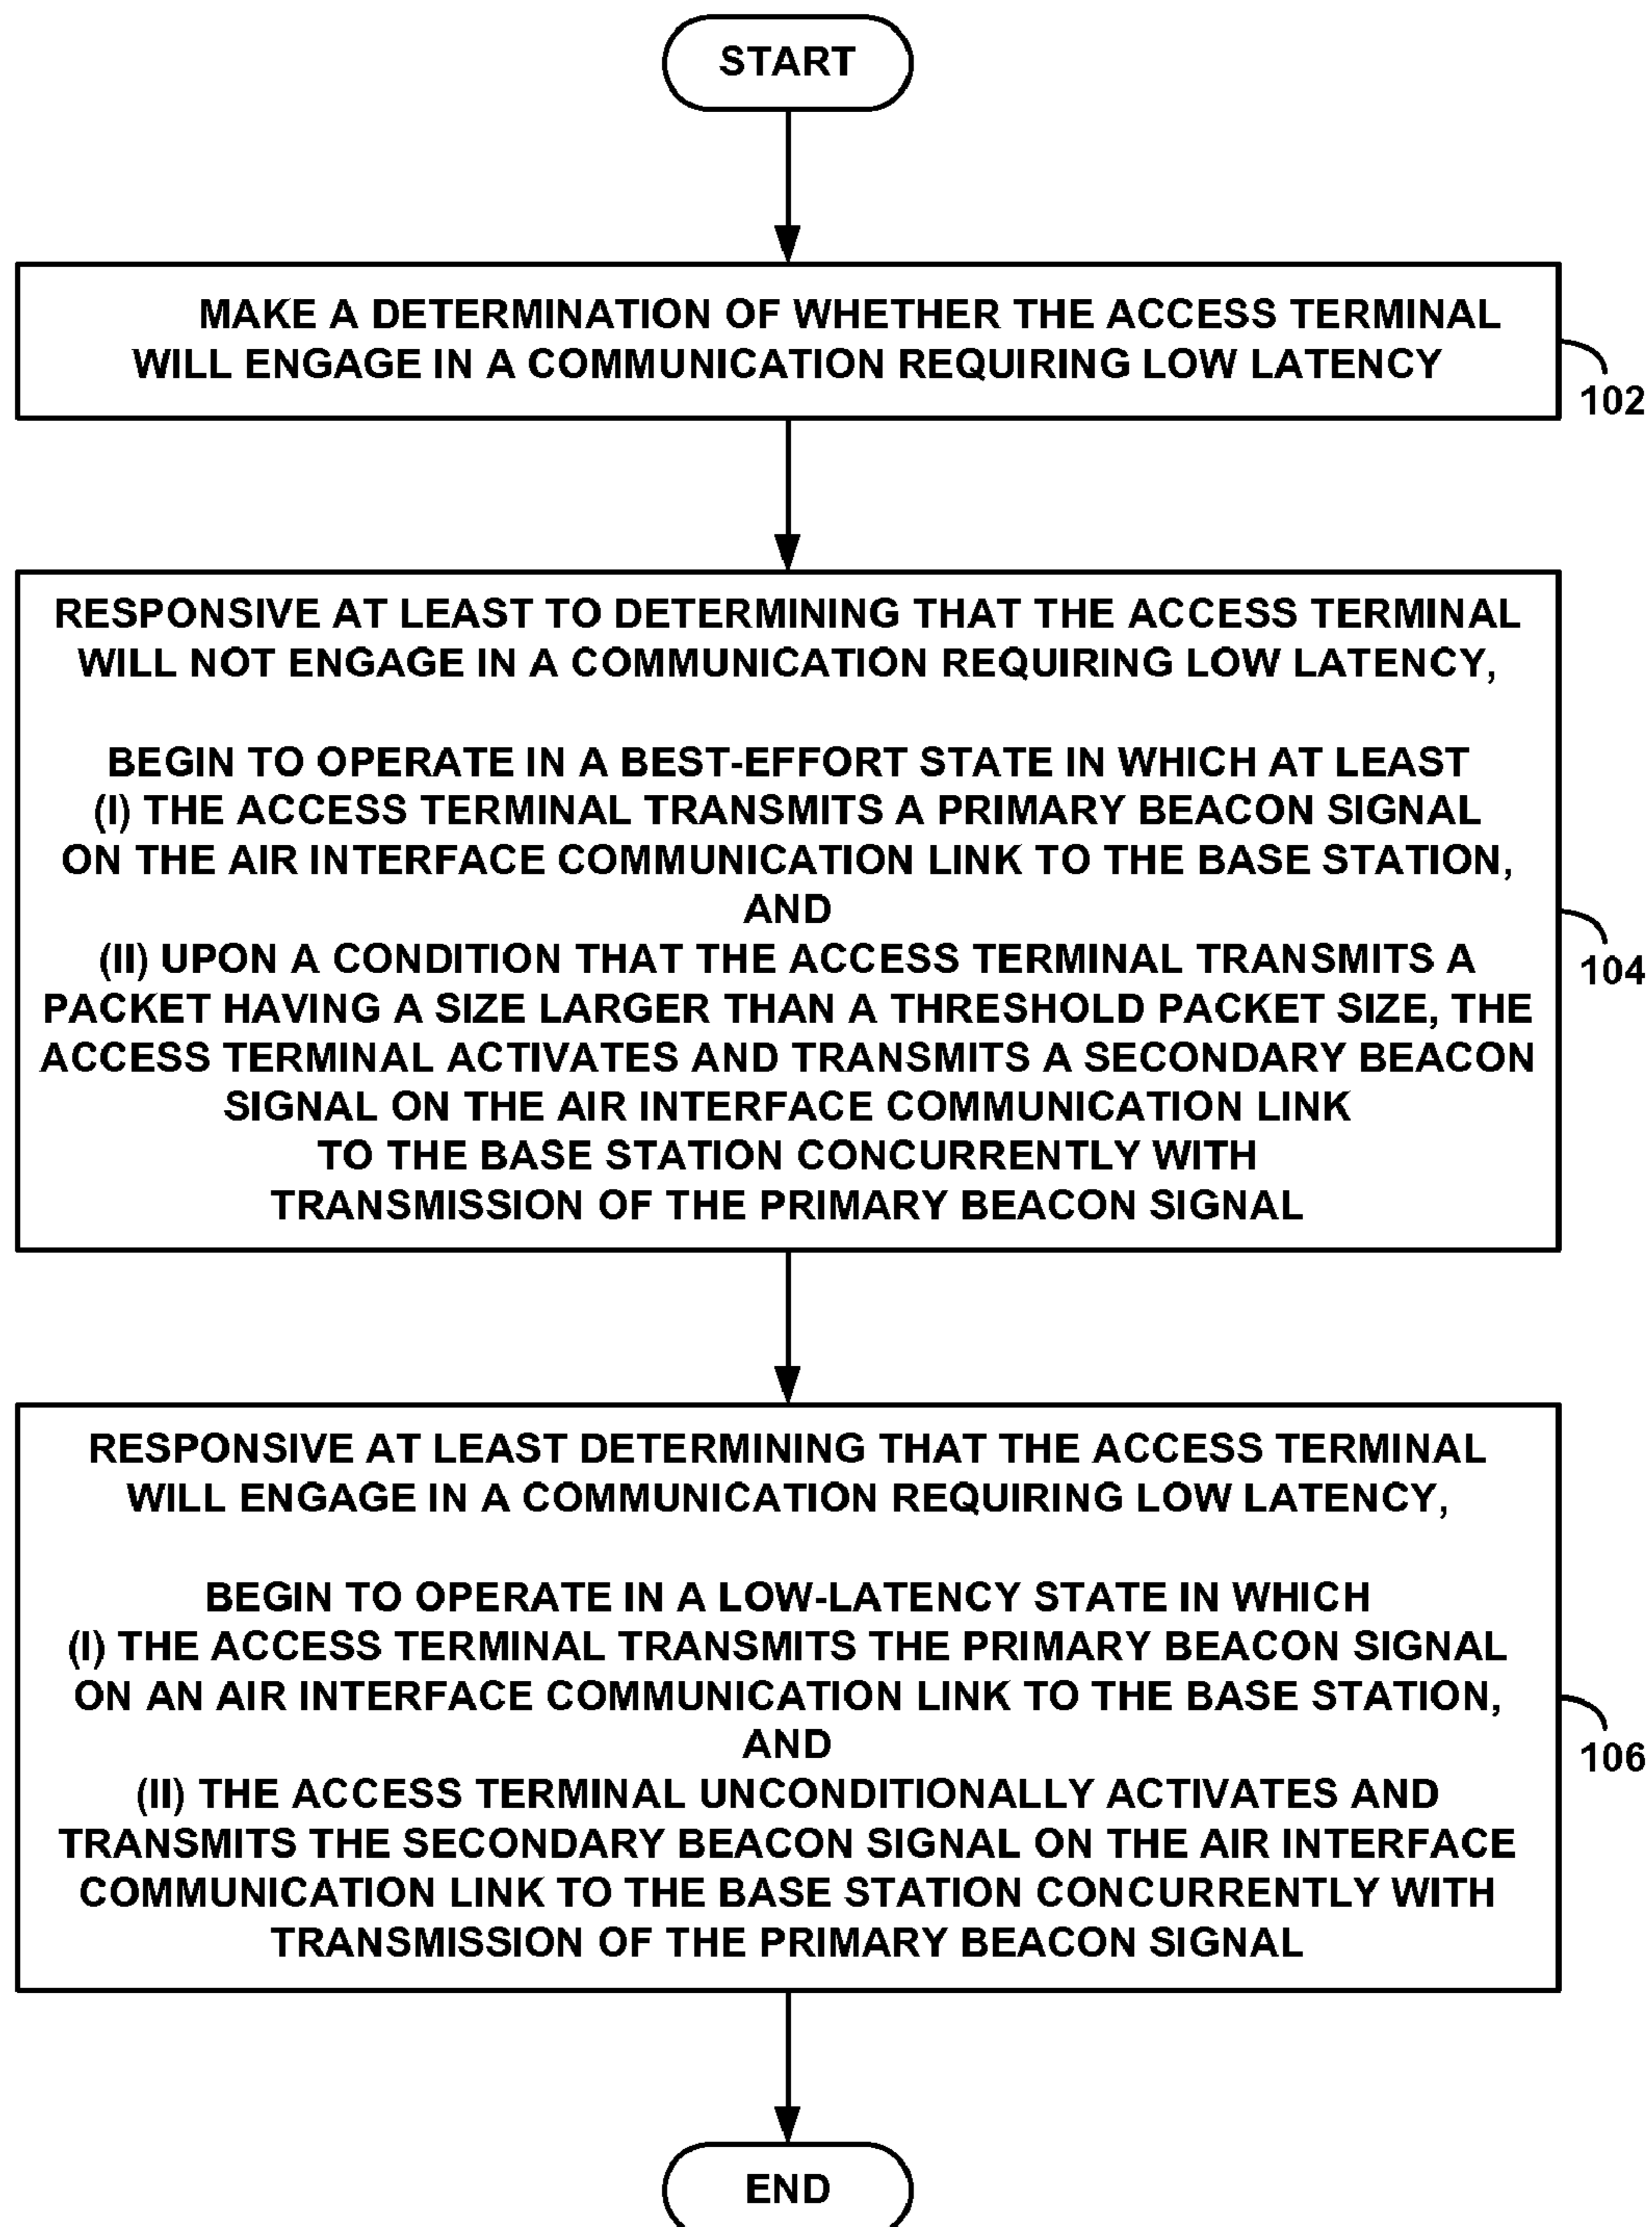 START
MAKE A DETERMINATION OF WHETHER THE ACCESS TERMINAL
WILL ENGAGE IN A COMMUNICATION REQUIRING LOW LATENCY
102
RESPONSIVE AT LEAST TO DETERMINING THAT THE ACCESS TERMINAL
WILL NOT ENGAGE IN A COMMUNICATION REQUIRING LOW LATENCY,
BEGIN TO OPERATE IN A BEST-EFFORT STATE IN WHICH AT LEAST
(I) THE ACCESS TERMINAL TRANSMITS A PRIMARY BEACON SIGNAL
ON THE AIR INTERFACE COMMUNICATION LINK TO THE BASE STATION,
AND
(II) UPON A CONDITION THAT THE ACCESS TERMINAL TRANSMITS A
PACKET HAVING A SIZE LARGER THAN A THRESHOLD PACKET SIZE, THE
ACCESS TERMINAL ACTIVATES AND TRANSMITS A SECONDARY BEACON
SIGNAL ON THE AIR INTERFACE COMMUNICATION LINK
TO THE BASE STATION CONCURRENTLY WITH
TRANSMISSION OF THE PRIMARY BEACON SIGNAL
104
RESPONSIVE AT LEAST DETERMINING THAT THE ACCESS TERMINAL
WILL ENGAGE IN A COMMUNICATION REQUIRING LOW LATENCY,
BEGIN TO OPERATE IN A LOW-LATENCY STATE IN WHICH
(I) THE ACCESS TERMINAL TRANSMITS THE PRIMARY BEACON SIGNAL
ON AN AIR INTERFACE COMMUNICATION LINK TO THE BASE STATION,
AND
(II) THE ACCESS TERMINAL UNCONDITIONALLY ACTIVATES AND
TRANSMITS THE SECONDARY BEACON SIGNAL ON THE AIR INTERFACE
COMMUNICATION LINK TO THE BASE STATION CONCURRENTLY WITH
TRANSMISSION OF THE PRIMARY BEACON SIGNAL
106
END